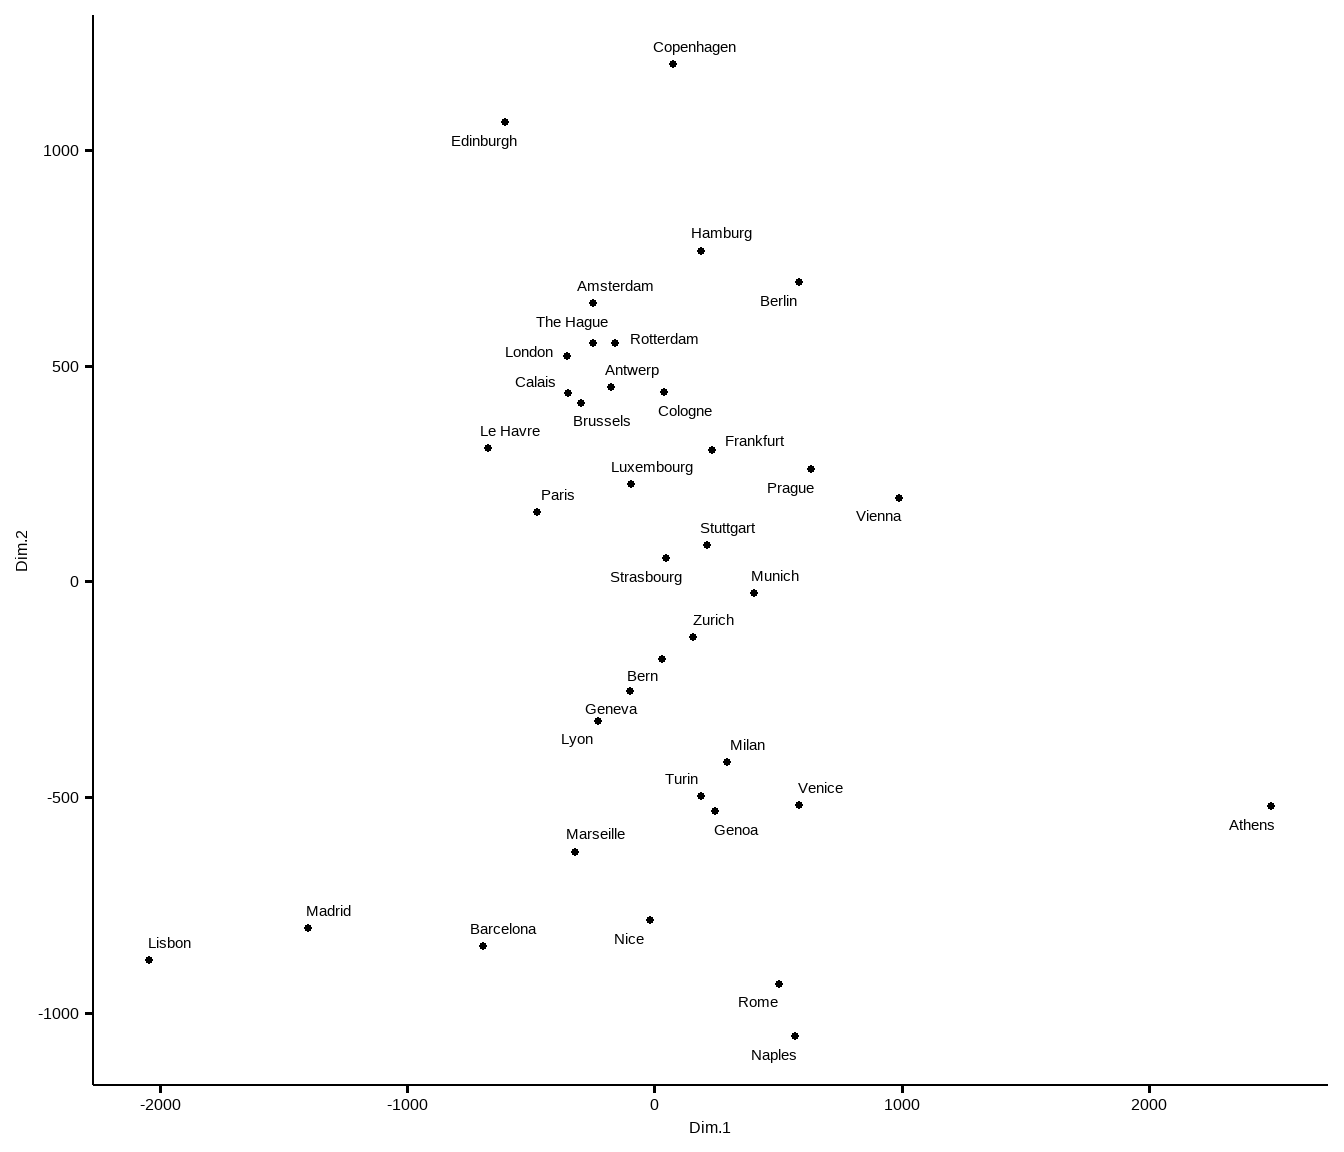 Copenhagen
Edinburgh
1000
Hamburg
Amsterdam
Berlin
The Hague
Rotterdam
London
500
Antwerp
Calais
Cologne
Brussels
Le Havre
Frankfurt
Luxembourg
Prague
Paris
Vienna
Stuttgart
Dim.2
Strasbourg
Munich
0
Zurich
Bern
Geneva
Lyon
Milan
Turin
Venice
-500
Athens
Genoa
Marseille
Madrid
Barcelona
Nice
Lisbon
Rome
-1000
Naples
-2000 -1000 0 1000 2000
Dim.1